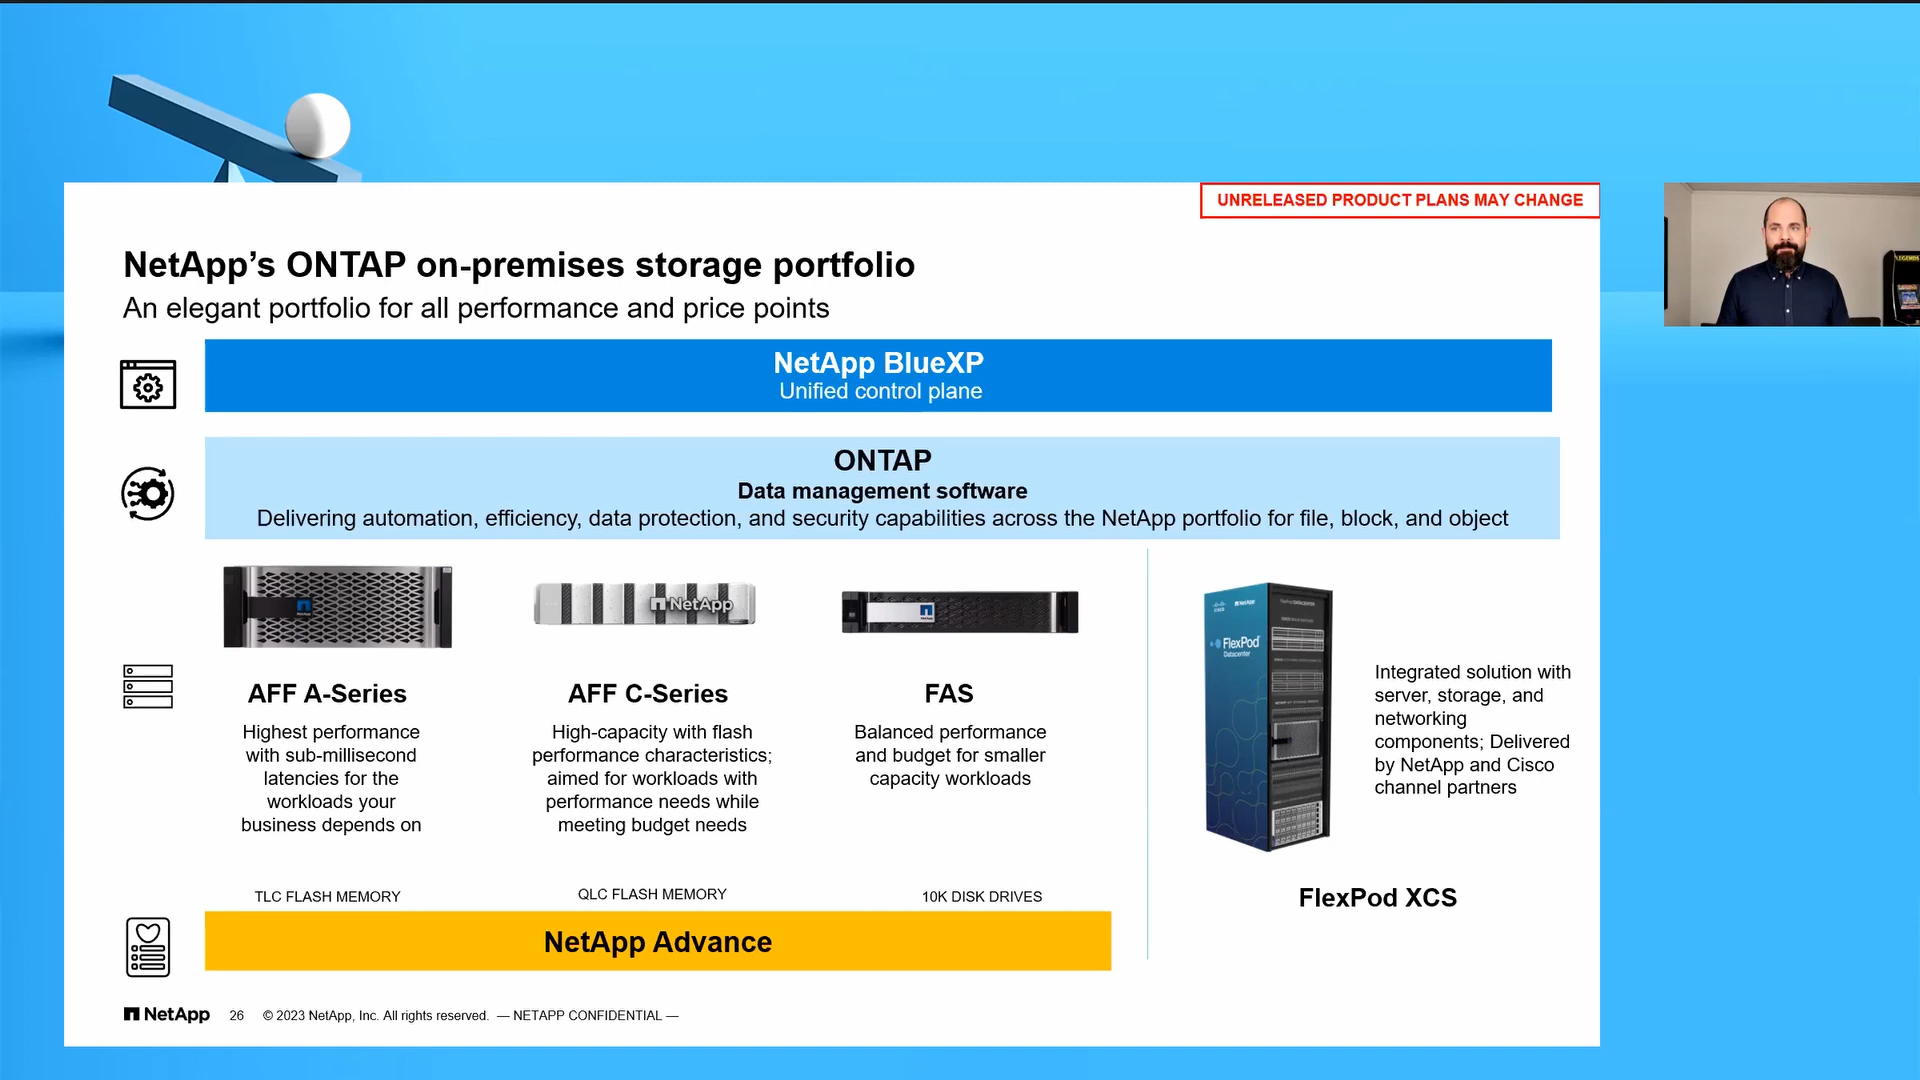 UNRELEASED PRODUCT PLANS MAY CHANGE
NetApp’s ONTAP on-premises storage portfolio
An elegant portfolio for all performance and price points
NetApp BlueXP
Unified control plane
ONTAP
Data management software
Delivering automation, efficiency, data protection, and security capabilities across the NetApp portfolio for file, block, and object
NetApp
AFF A-Series
Highest performance
with sub-millisecond
latencies for the
workloads your
business depends on
TLC FLASH MEMORY
AFF C-Series
High-capacity with flash
performance characteristics;
aimed for workloads with
performance needs while
meeting budget needs
QLC FLASH MEMORY
FAS
Balanced performance
and budget for smaller
capacity workloads
10K DISK DRIVES
FlexPod
Datacenter
Integrated solution with
server, storage, and
networking
components; Delivered
by NetApp and Cisco
channel partners
FlexPod XCS
NetApp Advance
NetApp 26 © 2023 NetApp, Inc. All rights reserved. — NETAPP CONFIDENTIAL —
LEGENDS